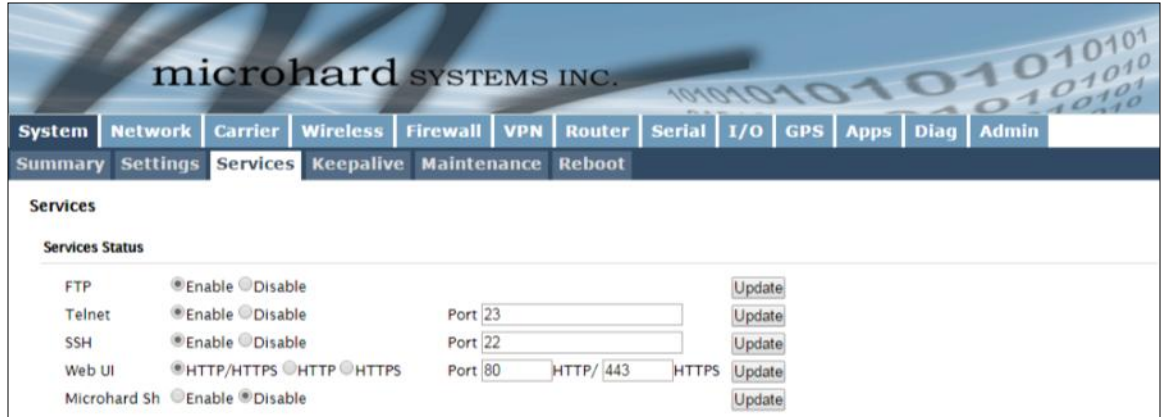 microhard SYSTEMS INC.
System Network Carrier Wireless Firewall VPN Router Serial I/O GPS Apps Diag Admin
Summary Settings Services Keepalive Maintenance Reboot
Services
Services Status
FTP Enable Disable Update
Telnet Enable Disable Port 23 Update
SSH Enable Disable Port 22 Update
Web UI HTTP/HTTPS HTTP HTTPS Port 80 HTTP/ 443 HTTPS Update
Microhard Sh Enable Disable Update